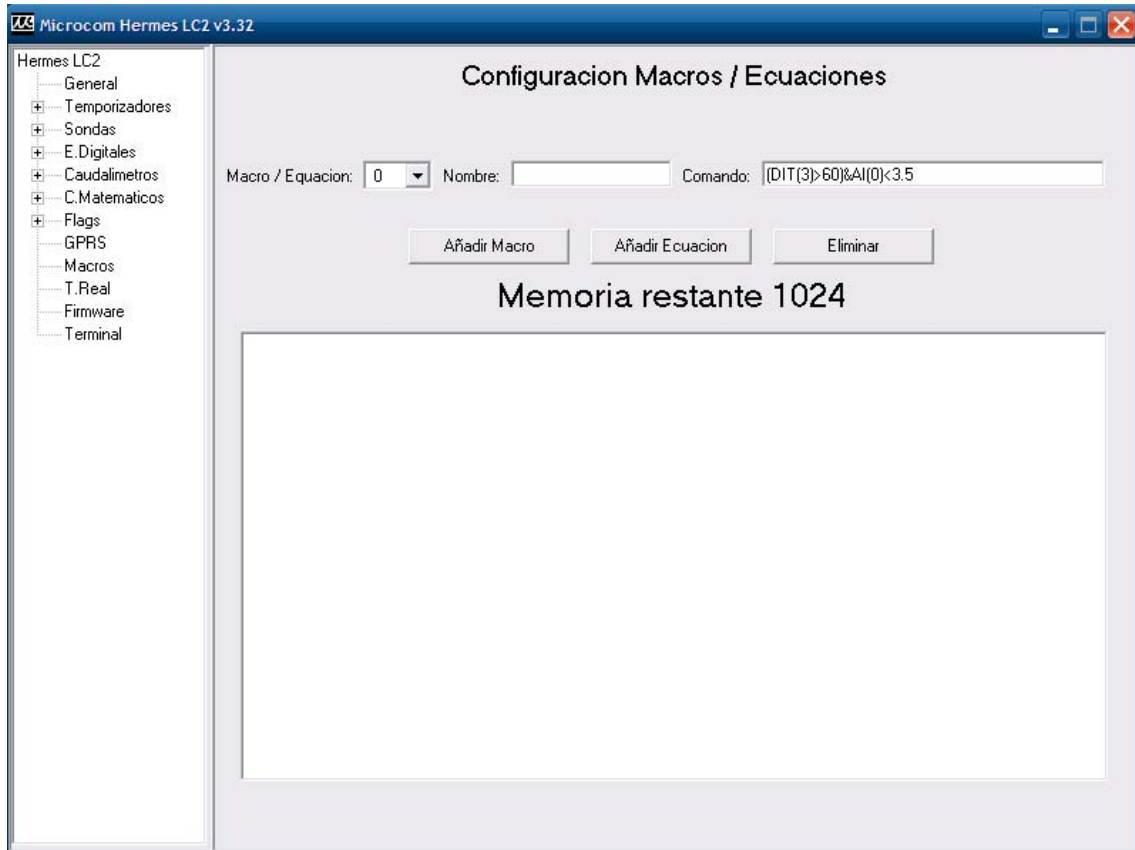 Microcom Hermes LC2 v3.32
Hermes LC2
General
Temporizadores
Sondas
E.Digitales
Caudalimetros
C.Matematicos
Flags
GPRS
Macros
T.Real
Firmware
Terminal
Configuracion Macros / Ecuaciones
Macro / Equacion: 0 Nombre: Comando: (DIT(3)>60)&AI(0)<3.5
Añadir Macro Añadir Ecuacion Eliminar
Memoria restante 1024